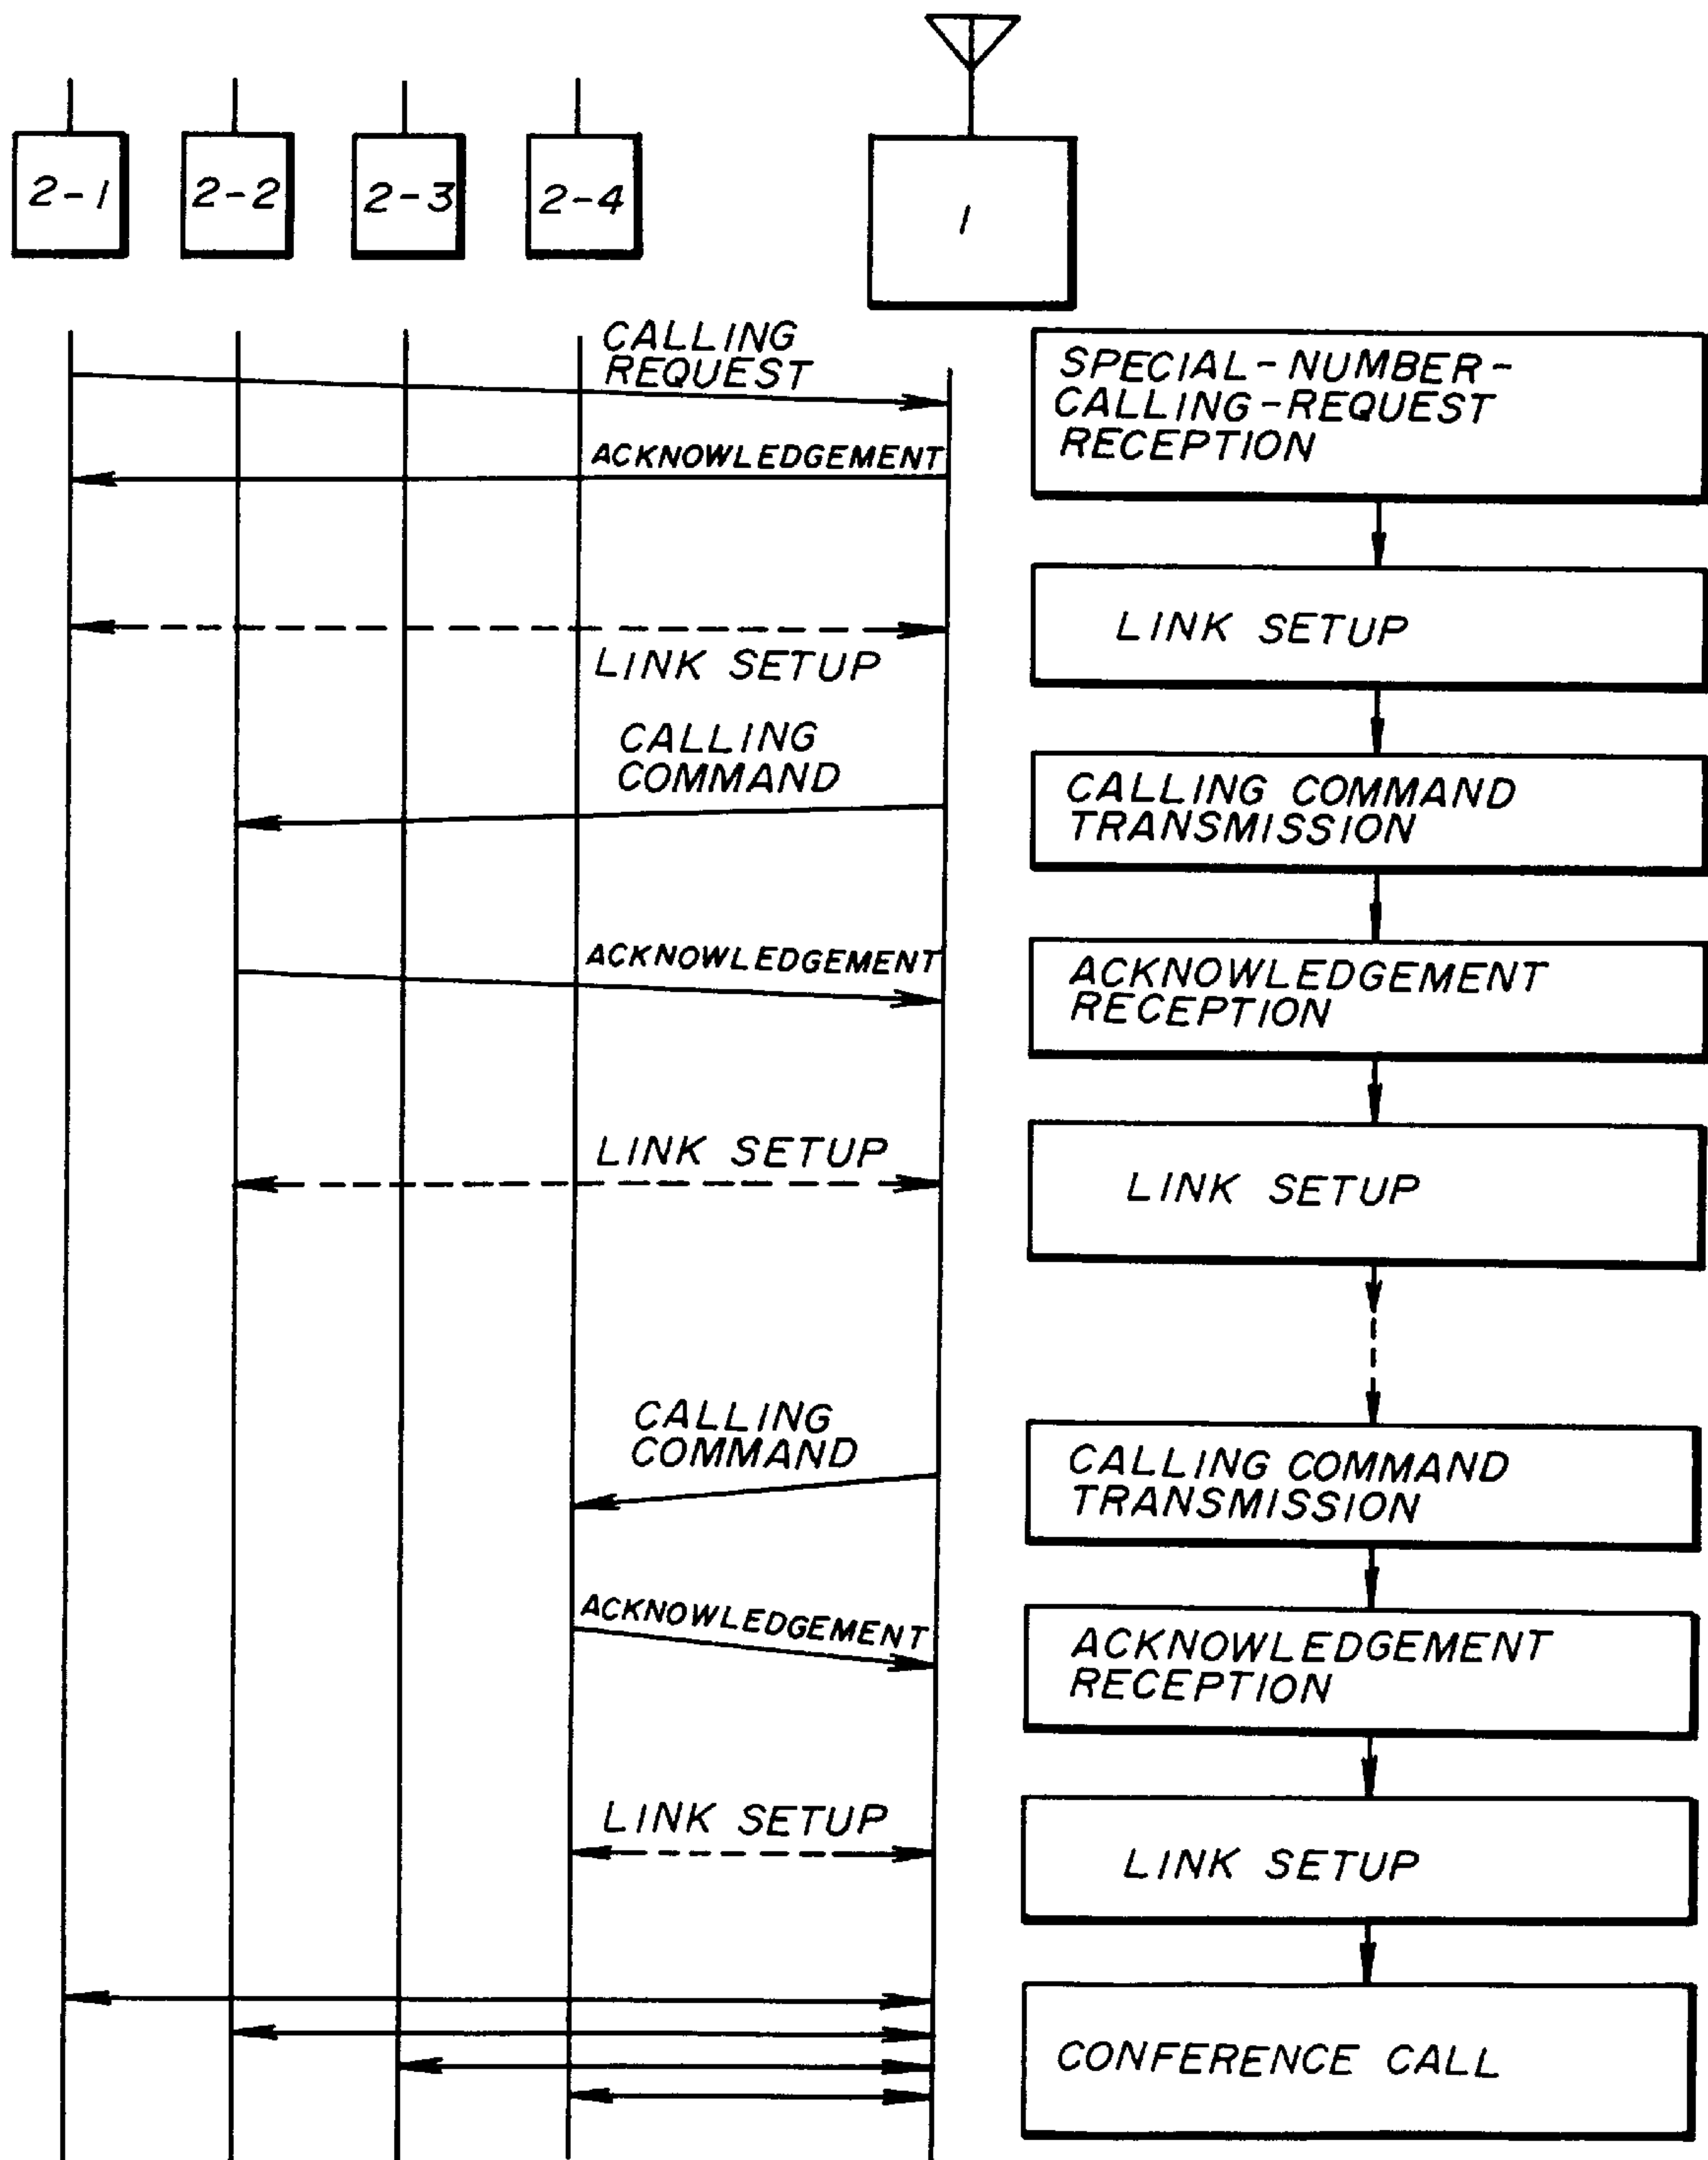 2-1
2-2
2-3
2-4
1
CALLING
REQUEST
ACKNOWLEDGEMENT
LINK SETUP
CALLING
COMMAND
ACKNOWLEDGEMENT
LINK SETUP
CALLING
COMMAND
ACKNOWLEDGEMENT
LINK SETUP
SPECIAL-NUMBER-
CALLING-REQUEST
RECEPTION
LINK SETUP
CALLING COMMAND
TRANSMISSION
ACKNOWLEDGEMENT
RECEPTION
LINK SETUP
CALLING COMMAND
TRANSMISSION
ACKNOWLEDGEMENT
RECEPTION
LINK SETUP
CONFERENCE CALL